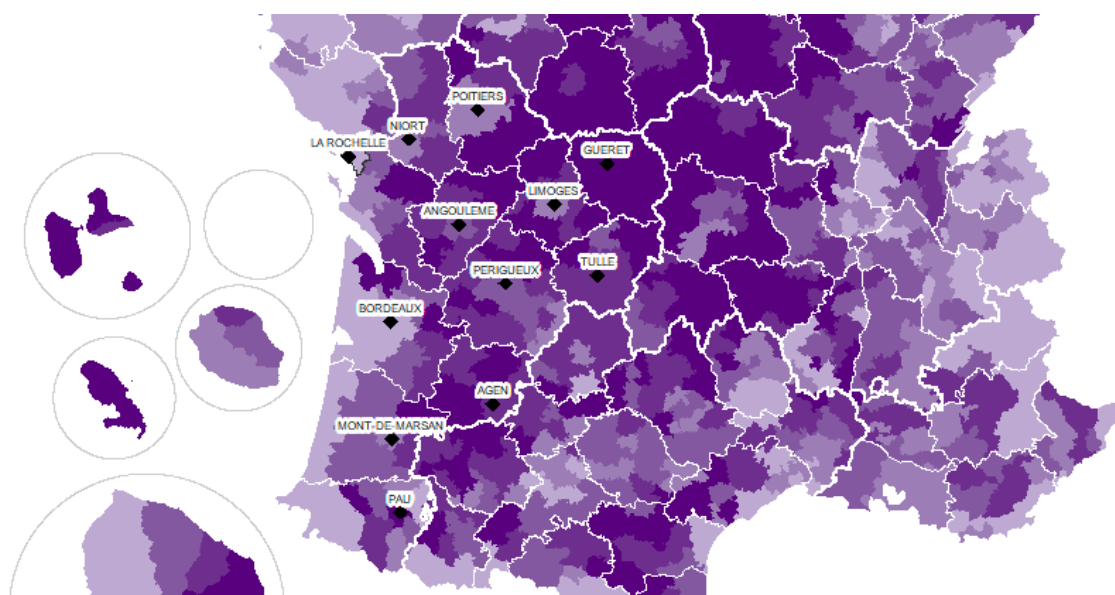 POITIERS
NIORT
LA ROCHELLE
GUERET
LIMOGES
ANGOULEME
TULLE
PERIGUEUX
BORDEAUX
AGEN
MONT-DE-MARSAN
PAU